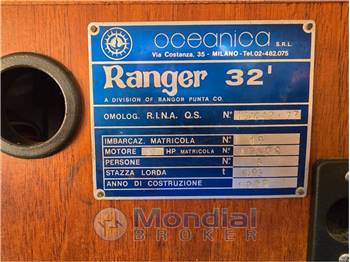 oceanica S.R.L.
Via Costanza, 35 - MILANO - Tel. 02-482.075
Ranger 32'
A DIVISION OF BANGOR PUNTA CO.
OMOLOG. R.I.N.A. Q.S. N°
IMBARCAZ. MATRICOLA N°
MOTORE HP MATRICOLA N°
PERSONE N°
STAZZA LORDA t
ANNO DI COSTRUZIONE
Mondial
BROKER